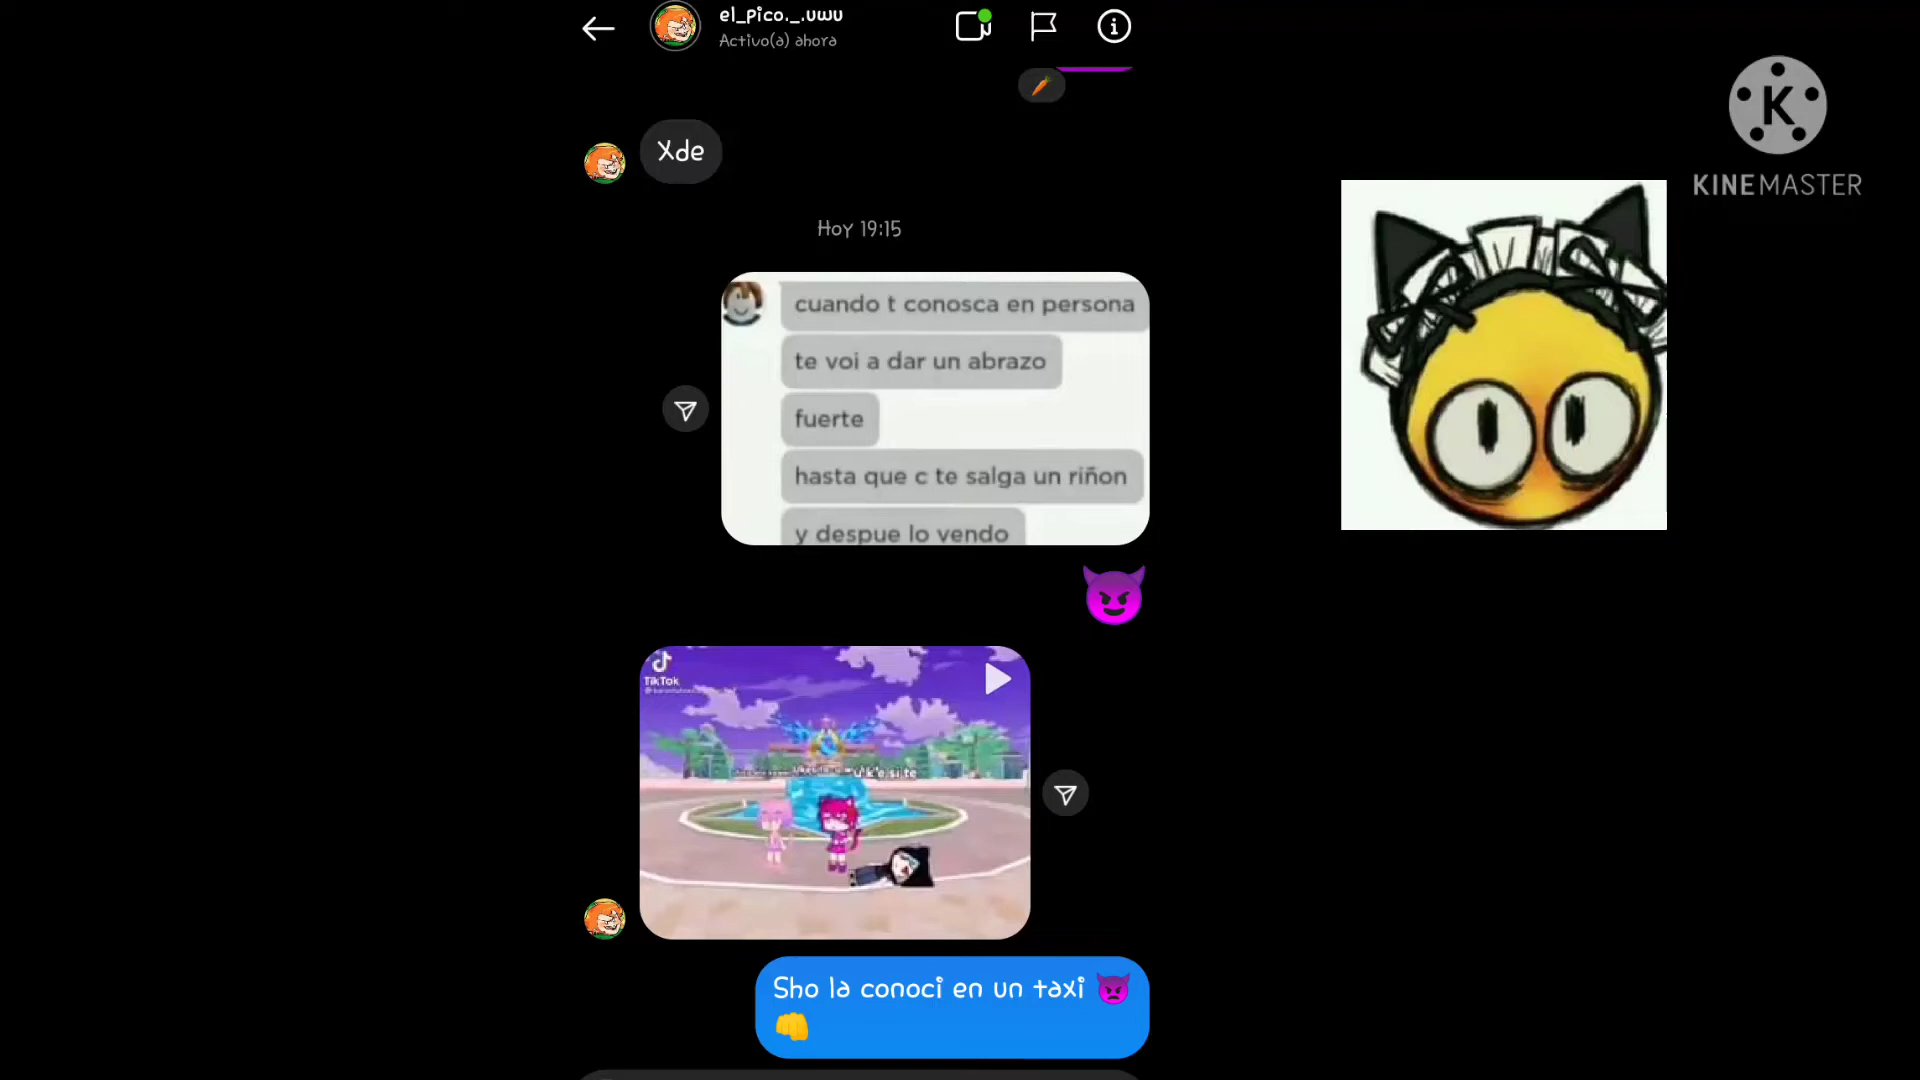 el_pico._.uwu
Activo(a) ahora
K
KINEMASTER
Xde
Hoy 19:15
cuando t conosca en persona
te voi a dar un abrazo
fuerte
hasta que c te salga un riñon
y despue lo vendo
TikTok
Sho la conoci en un taxi 👿
👊